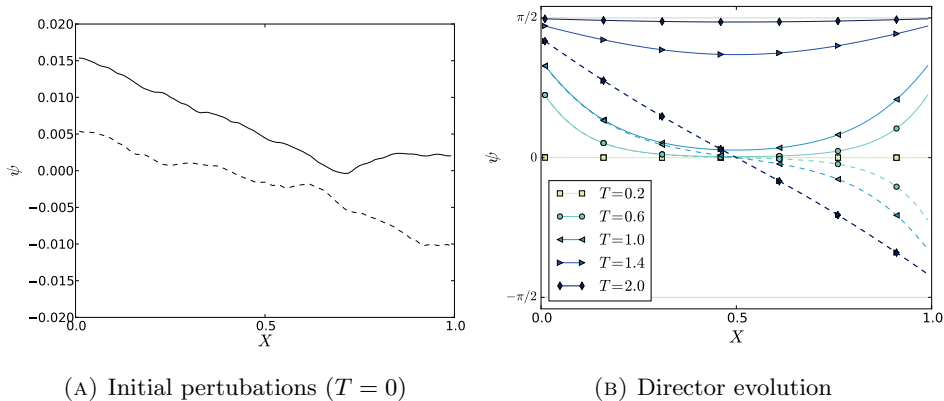 0.020
0.015
0.010
0.005
0.000
−0.005
−0.010
−0.015
−0.020
ψ
0.0
0.5
1.0
X
(A) Initial pertubations (T = 0)
π/2
0
−π/2
ψ
T=0.2
T=0.6
T=1.0
T=1.4
T=2.0
0.0
0.5
1.0
X
(B) Director evolution